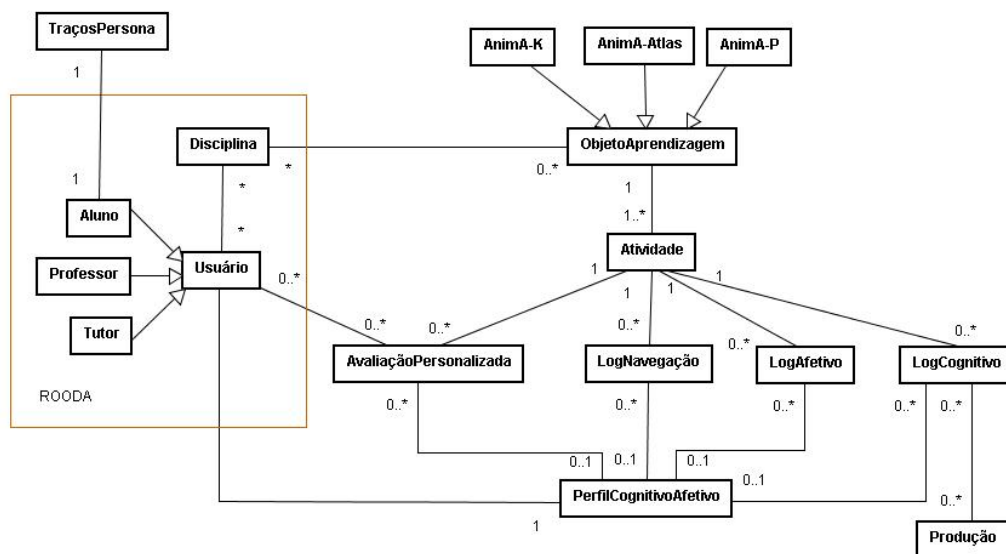 TraçosPersona
AnimA-K
AnimA-Atlas
AnimA-P
1
Disciplina
ObjetoAprendizagem
*
0..*
1
*
1
Aluno
1..*
*
Atividade
Professor
Usuário
0..*
1
1
1
1
Tutor
0..*
0..*
0..*
0..*
0..*
AvaliaçãoPersonalizada
LogNavegação
LogAfetivo
LogCognitivo
ROODA
0..*
0..*
0..*
0..*
0..*
0..1
0..1
0..1
0..1
PerfilCognitivoAfetivo
0..*
1
Produção